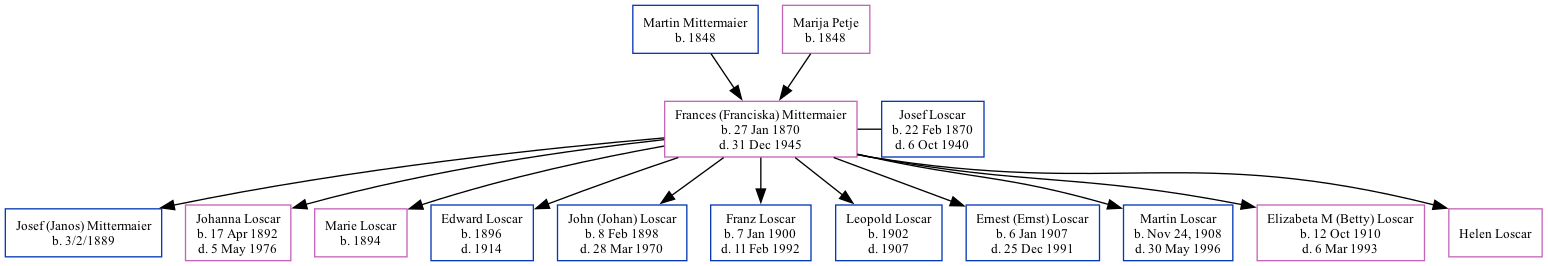 Martin Mittermaier
b. 1848
Marija Petje
b. 1848
Frances (Franciska) Mittermaier
b. 27 Jan 1870
d. 31 Dec 1945
Josef Loscar
b. 22 Feb 1870
d. 6 Oct 1940
Josef (Janos) Mittermaier
b. 3/2/1889
Johanna Loscar
b. 17 Apr 1892
d. 5 May 1976
Marie Loscar
b. 1894
Edward Loscar
b. 1896
d. 1914
John (Johan) Loscar
b. 8 Feb 1898
d. 28 Mar 1970
Franz Loscar
b. 7 Jan 1900
d. 11 Feb 1992
Leopold Loscar
b. 1902
d. 1907
Ernest (Ernst) Loscar
b. 6 Jan 1907
d. 25 Dec 1991
Martin Loscar
b. Nov 24, 1908
d. 30 May 1996
Elizabeta M (Betty) Loscar
b. 12 Oct 1910
d. 6 Mar 1993
Helen Loscar